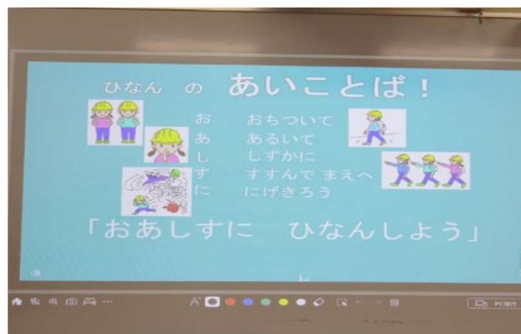 ひなん の あいことば！
お おちついて
あ あるいて
し しずかに
す すすんで まえへ
に にげきろう
「おあしすに ひなんしよう」